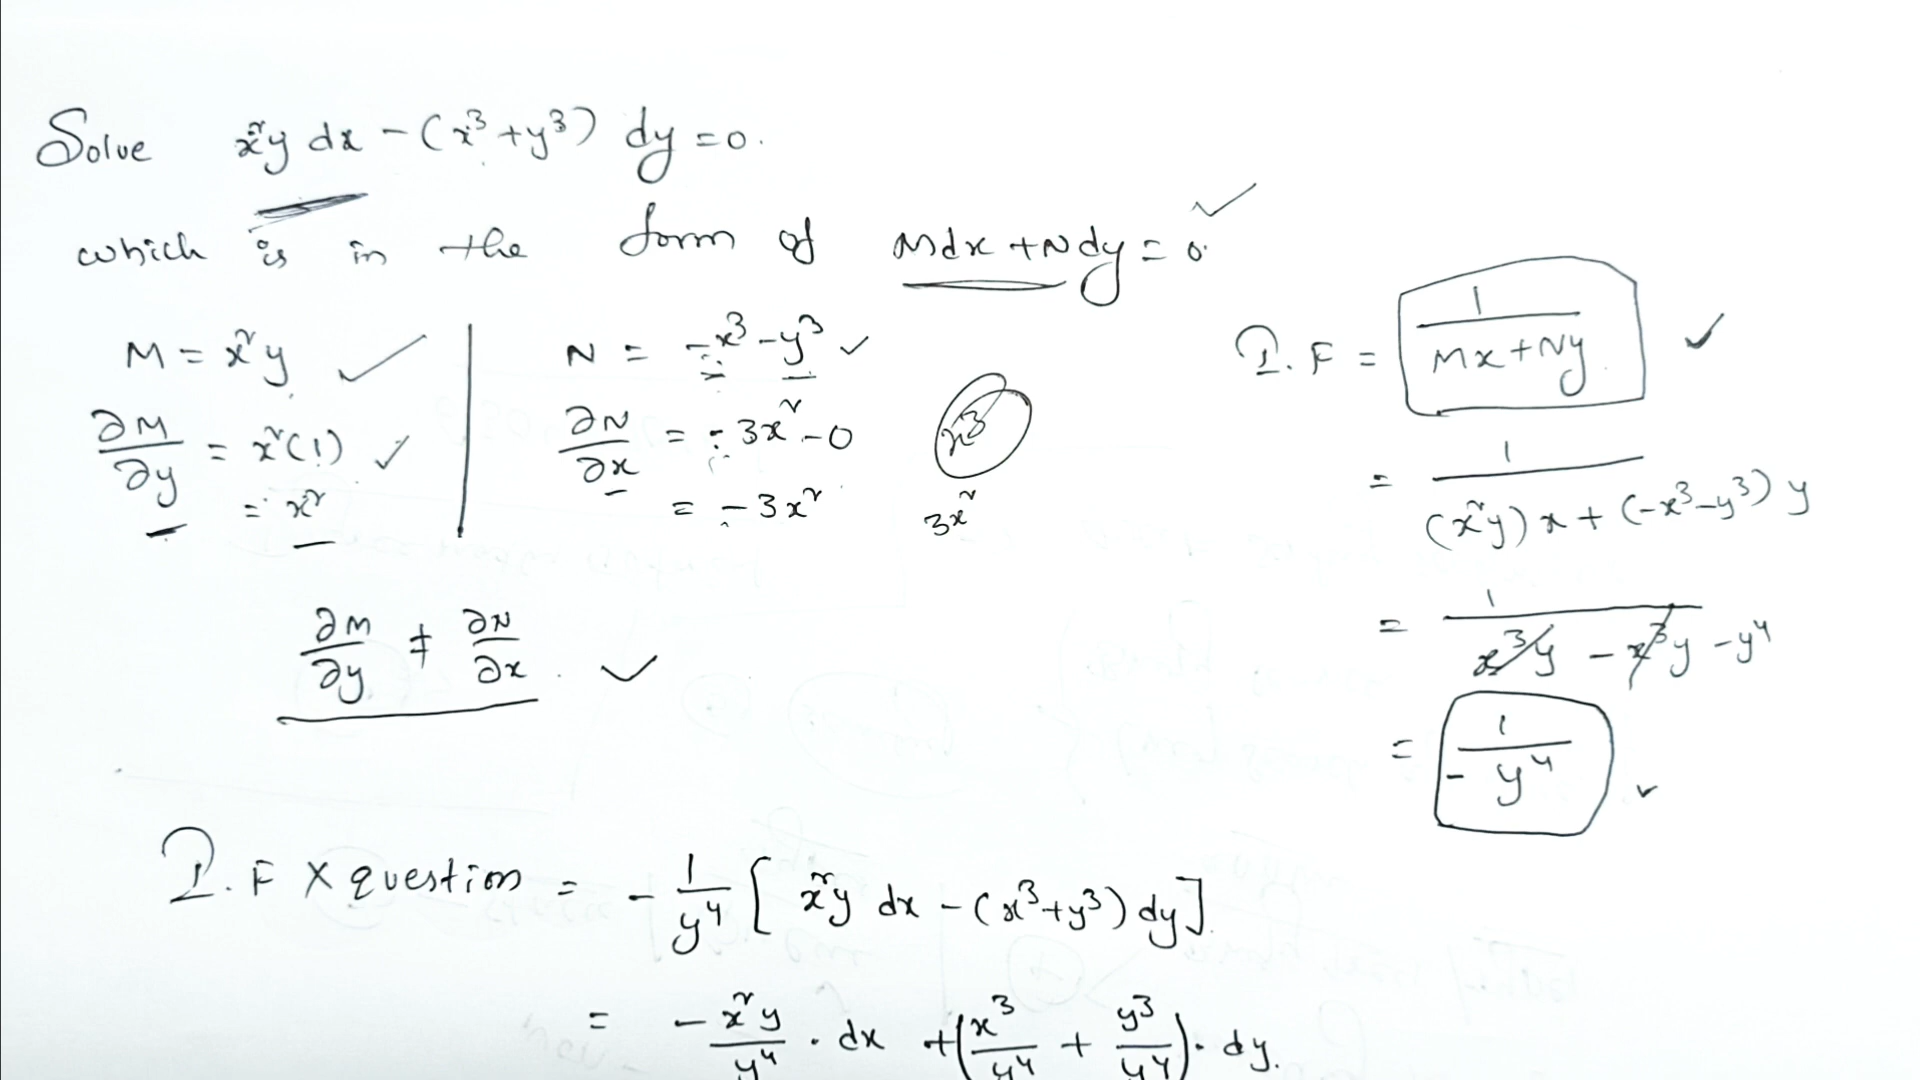 Solve x²y dx - (x³+y³) dy = 0.
which is in the form of Mdx + Ndy = 0.
M = x²y
∂M/∂y = x²(1)
= x²
N = -x³ - y³
∂N/∂x = -3x² - 0
= -3x²
x³
3x²
∂M/∂y ≠ ∂N/∂x
I.F = 1/(Mx+Ny)
= 1/((x²y)x + (-x³-y³)y)
= 1/(x³y - x³y - y⁴)
= 1/-y⁴
I.F × question = -1/y⁴ [x²y dx - (x³+y³) dy].
= -x²y/y⁴ . dx + (x³/y⁴ + y³/y⁴) . dy.